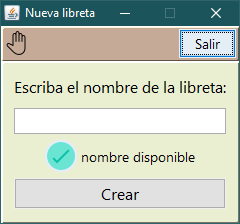 Nueva libreta
Salir
Escriba el nombre de la libreta:
nombre disponible
Crear